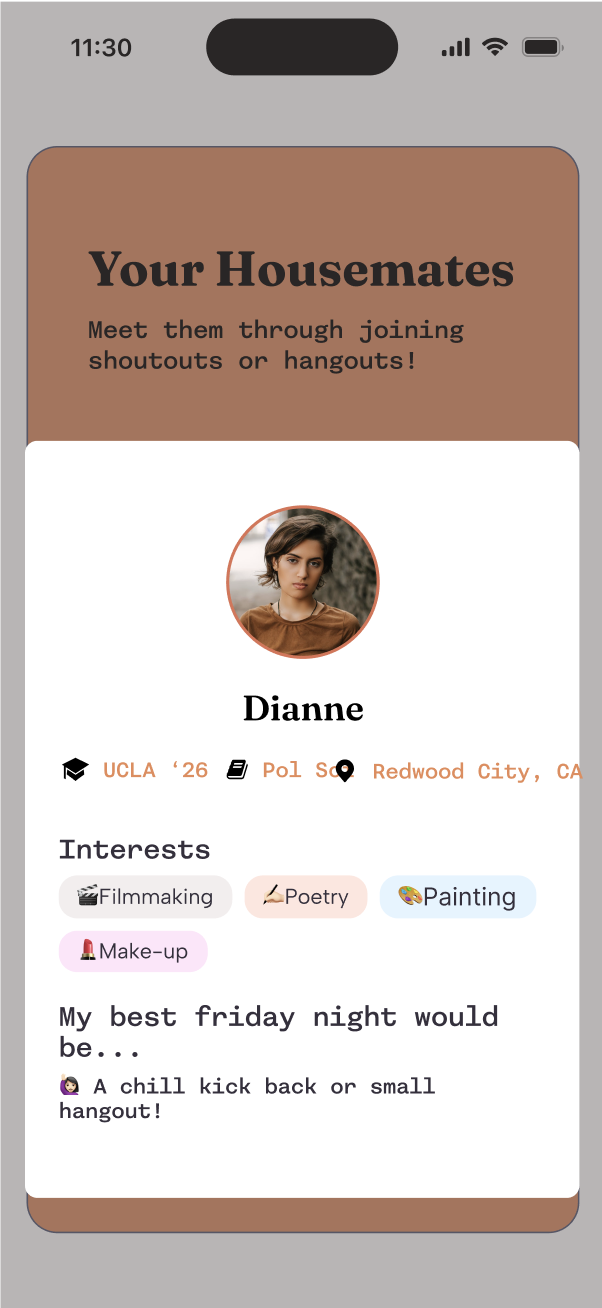 11:30
Your Housemates
Meet them through joining
shoutouts or hangouts!
Dianne
UCLA ‘26 Pol Sc Redwood City, CA
Interests
🎬Filmmaking ✍🏻Poetry 🎨Painting
💄Make-up
My best friday night would
be...
🙋🏻‍♀️ A chill kick back or small
hangout!